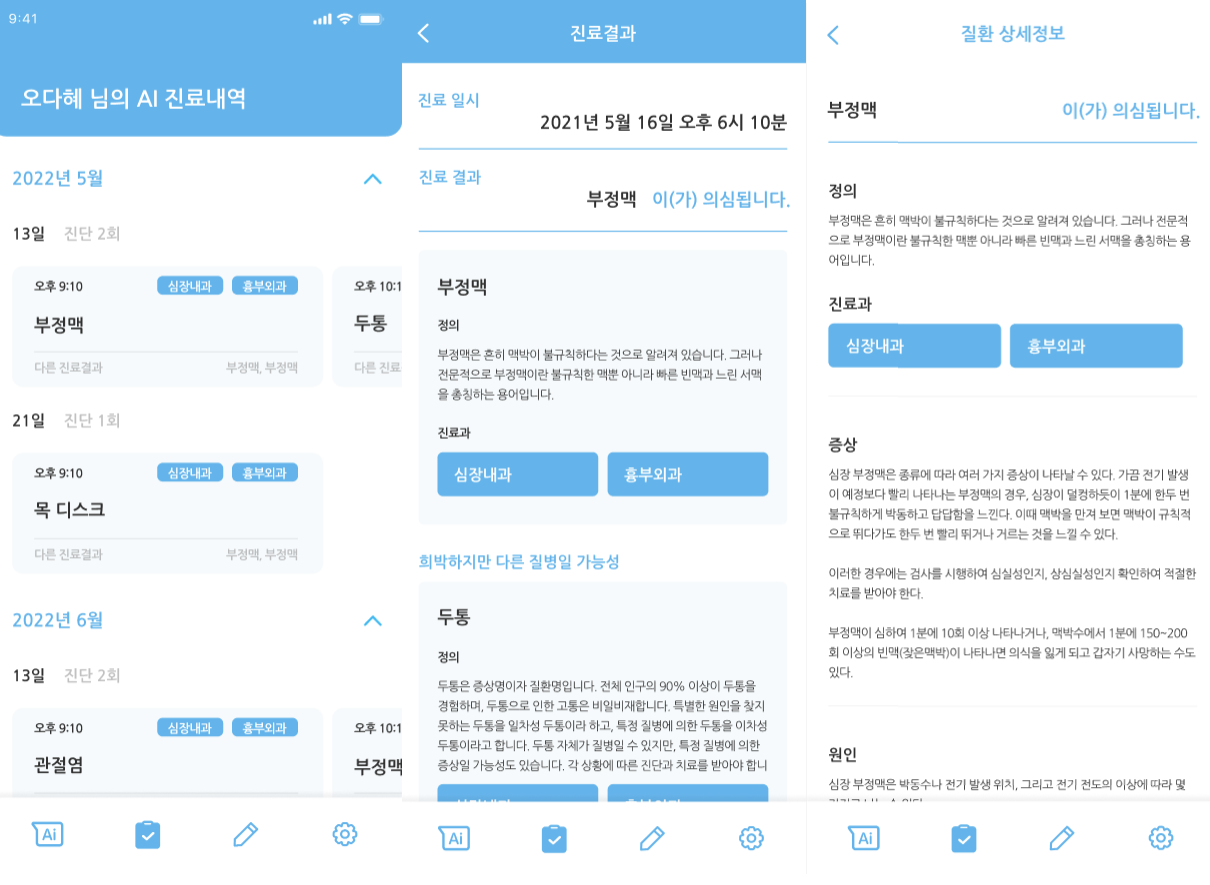 9:41
오다혜 님의 AI 진료내역
2022년 5월
13일 진단 2회
오후 9:10 심장내과 흉부외과
부정맥
다른 진료결과 부정맥, 부정맥
오후 10:1
두통
다른 진료
21일 진단 1회
오후 9:10 심장내과 흉부외과
목 디스크
다른 진료결과 부정맥, 부정맥
2022년 6월
13일 진단 2회
오후 9:10 심장내과 흉부외과
관절염
오후 10:1
부정맥
Ai
진료결과
진료 일시
2021년 5월 16일 오후 6시 10분
진료 결과
부정맥 이(가) 의심됩니다.
부정맥
정의
부정맥은 흔히 맥박이 불규칙하다는 것으로 알려져 있습니다. 그러나
전문적으로 부정맥이란 불규칙한 맥뿐 아니라 빠른 빈맥과 느린 서맥
을 총칭하는 용어입니다.
진료과
심장내과 흉부외과
희박하지만 다른 질병일 가능성
두통
정의
두통은 증상명이자 질환명입니다. 전체 인구의 90% 이상이 두통을
경험하며, 두통으로 인한 고통은 비일비재합니다. 특별한 원인을 찾지
못하는 두통을 일차성 두통이라 하고, 특정 질병에 의한 두통을 이차성
두통이라고 합니다. 두통 자체가 질병일 수 있지만, 특정 질병에 의한
증상일 가능성도 있습니다. 각 상황에 따른 진단과 치료를 받아야 합니
Ai
질환 상세정보
부정맥 이(가) 의심됩니다.
정의
부정맥은 흔히 맥박이 불규칙하다는 것으로 알려져 있습니다. 그러나 전문적
으로 부정맥이란 불규칙한 맥뿐 아니라 빠른 빈맥과 느린 서맥을 총칭하는 용
어입니다.
진료과
심장내과 흉부외과
증상
심장 부정맥은 종류에 따라 여러 가지 증상이 나타날 수 있다. 가끔 전기 발생
이 예정보다 빨리 나타나는 부정맥의 경우, 심장이 덜컹하듯이 1분에 한두 번
불규칙하게 박동하고 답답함을 느낀다. 이때 맥박을 만져 보면 맥박이 규칙적
으로 뛰다가도 한두 번 빨리 뛰거나 거르는 것을 느낄 수 있다.
이러한 경우에는 검사를 시행하여 심실성인지, 상심실성인지 확인하여 적절한
치료를 받아야 한다.
부정맥이 심하며 1분에 10회 이상 나타나거나, 맥박수에서 1분에 150~200
회 이상의 빈맥(잦은맥박)이 나타나면 의식을 잃게 되고 갑자기 사망하는 수도
있다.
원인
심장 부정맥은 박동수나 전기 발생 위치, 그리고 전기 전도의 이상에 따라 몇
Ai